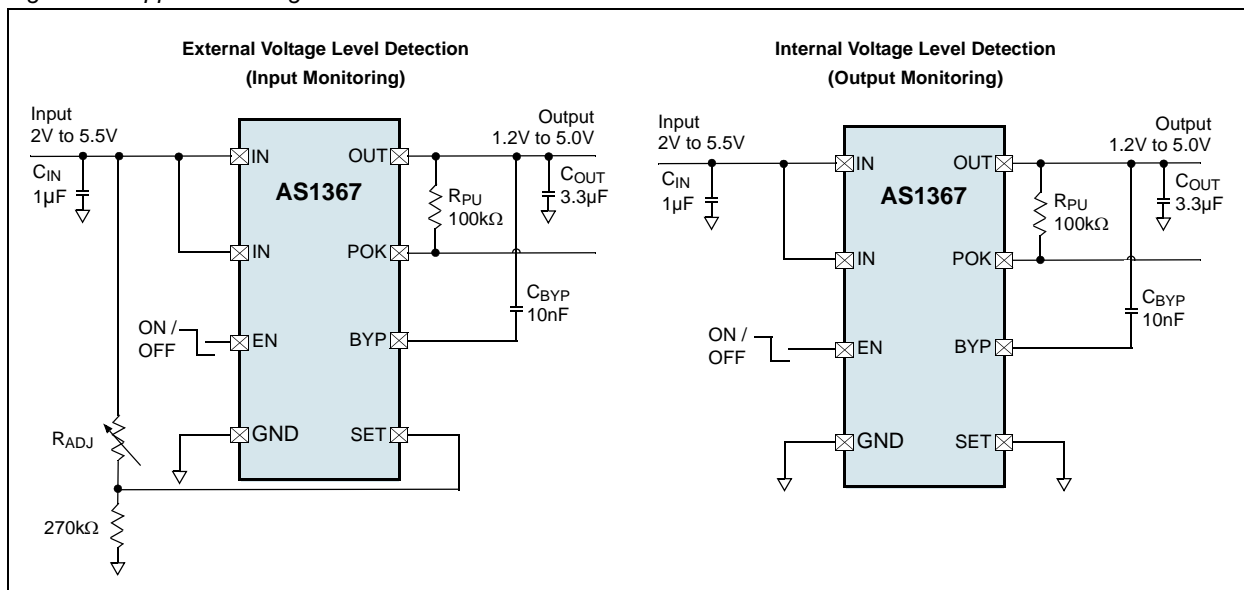 External Voltage Level Detection
(Input Monitoring)
Input
2V to 5.5V
Output
1.2V to 5.0V
CIN
1µF
IN
OUT
AS1367
RPU
100kΩ
COUT
3.3µF
IN
POK
CBYP
10nF
ON /
OFF
EN
BYP
RADJ
GND
SET
270kΩ
Internal Voltage Level Detection
(Output Monitoring)
Input
2V to 5.5V
Output
1.2V to 5.0V
CIN
1µF
IN
OUT
AS1367
RPU
100kΩ
COUT
3.3µF
IN
POK
CBYP
10nF
ON /
OFF
EN
BYP
GND
SET